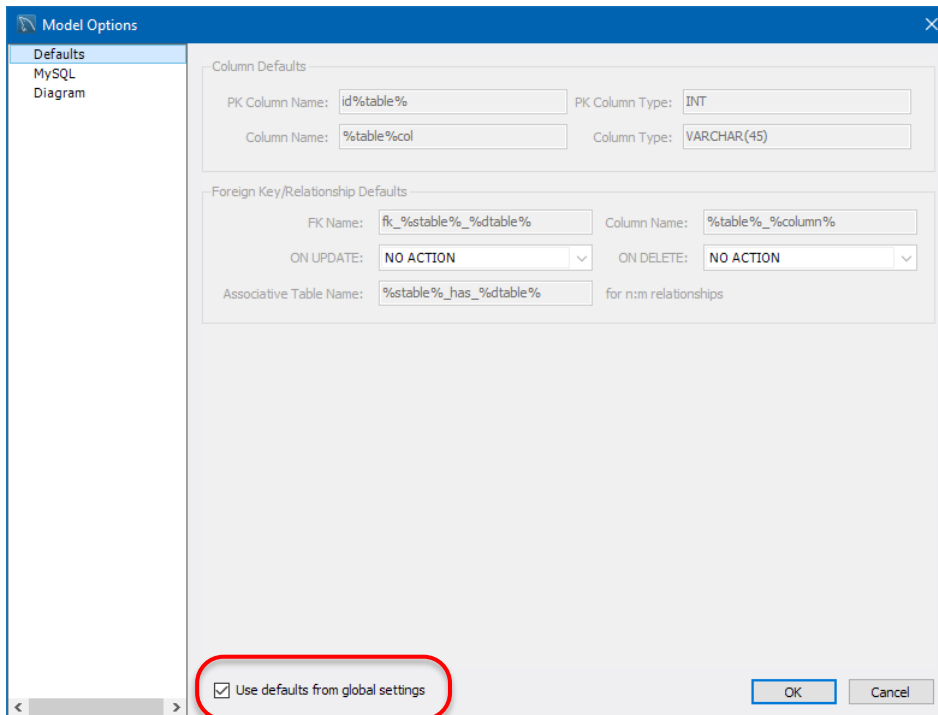 Model Options
Defaults
MySQL
Diagram
Column Defaults
PK Column Name: id%table% PK Column Type: INT
Column Name: %table%col Column Type: VARCHAR(45)
Foreign Key/Relationship Defaults
FK Name: fk_%stable%_%dtable% Column Name: %table%_%column%
ON UPDATE: NO ACTION ON DELETE: NO ACTION
Associative Table Name: %stable%_has_%dtable% for n:m relationships
Use defaults from global settings OK Cancel